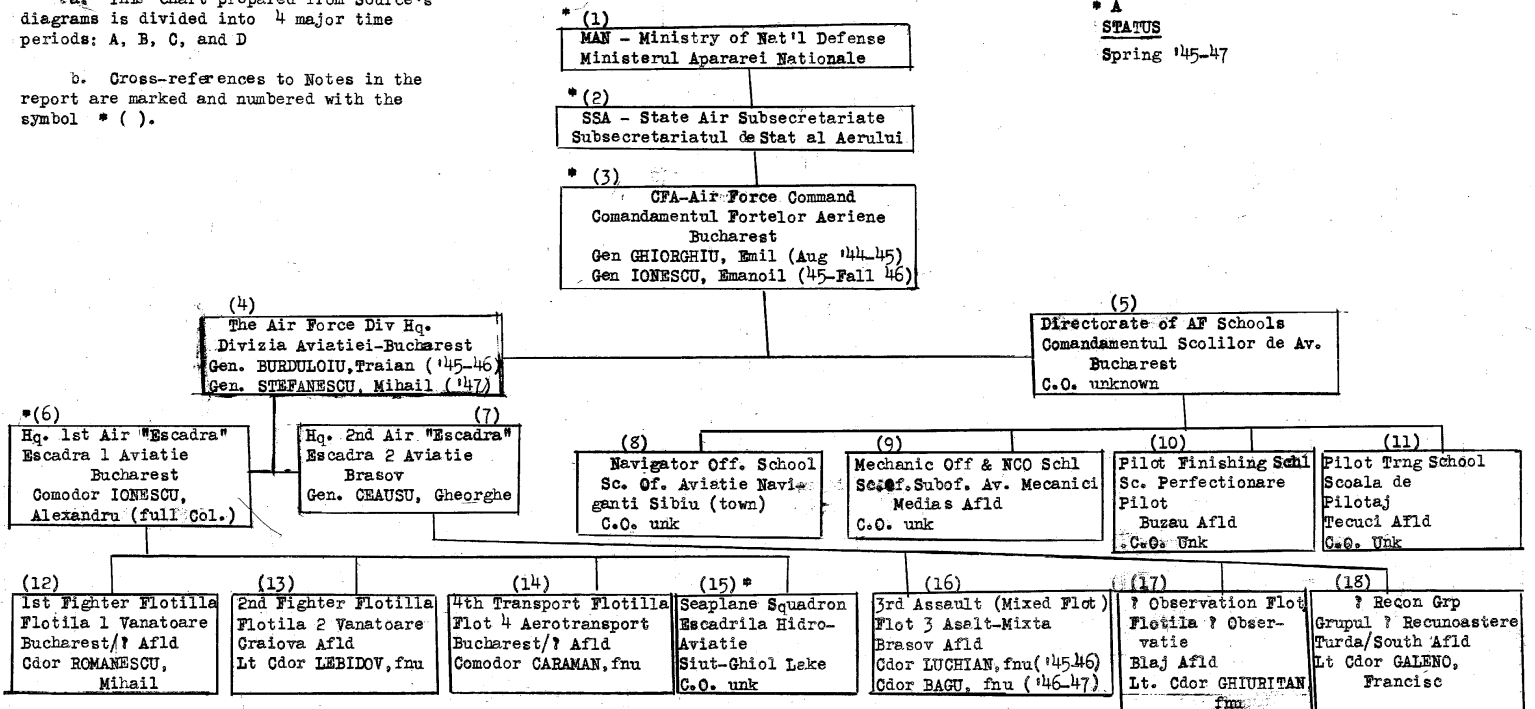 a. This chart prepared from Source's
diagrams is divided into 4 major time
periods: A, B, C, and D
b. Cross-references to Notes in the
report are marked and numbered with the
symbol * ( ).
* A
STATUS
Spring '45-47
* (1)
MAN - Ministry of Nat'l Defense
Ministerul Apararei Nationale
* (2)
SSA - State Air Subsecretariate
Subsecretariatul de Stat al Aerului
* (3)
CFA-Air Force Command
Comandamentul Fortelor Aeriene
Bucharest
Gen GHIORGHIU, Emil (Aug '44-45)
Gen IONESCU, Emanoil (45-Fall 46)
(4)
The Air Force Div Hq.
Divizia Aviatiei-Bucharest
Gen. BURDULOIU,Traian ('45-46)
Gen. STEFANESCU, Mihail ('47)
(5)
Directorate of AF Schools
Comandamentul Scolilor de Av.
Bucharest
C.O. unknown
*(6)
Hq. 1st Air "Escadra"
Escadra 1 Aviatie
Bucharest
Comodor IONESCU,
Alexandru (full Col.)
(7)
Hq. 2nd Air "Escadra"
Escadra 2 Aviatie
Brasov
Gen. CEAUSU, Gheorghe
(8)
Navigator Off. School
Sc. Of. Aviatie Navi-
ganti Sibiu (town)
C.O. unk
(9)
Mechanic Off & NCO Schl
Sc.Of.Subof. Av. Mecanici
Medias Afld
C.O. unk
(10)
Pilot Finishing Schl
Sc. Perfectionare
Pilot
Buzau Afld
C.O. Unk
(11)
Pilot Trng School
Scoala de
Pilotaj
Tecuci Afld
C.O. Unk
(12)
1st Fighter Flotilla
Flotila 1 Vanatoare
Bucharest/? Afld
Cdor ROMANESCU,
Mihail
(13)
2nd Fighter Flotilla
Flotila 2 Vanatoare
Craiova Afld
Lt Cdor LEBIDOV,fnu
(14)
4th Transport Flotilla
Flot 4 Aerotransport
Bucharest/? Afld
Comodor CARAMAN,fnu
(15) *
Seaplane Squadron
Escadrila Hidro-
Aviatie
Siut-Ghiol Lake
C.O. unk
(16)
3rd Assault (Mixed Flot)
Flot 3 Asalt-Mixta
Brasov Afld
Cdor LUCHIAN,fnu('45-46)
Cdor BAGU, fnu ('46-47)
(17)
? Observation Flot
Flotila ? Obser-
vatie
Blaj Afld
Lt. Cdor GHIURITAN
fnu
(18)
? Recon Grp
Grupul ? Recunoastere
Turda/South Afld
Lt Cdor GALENO,
Francisc